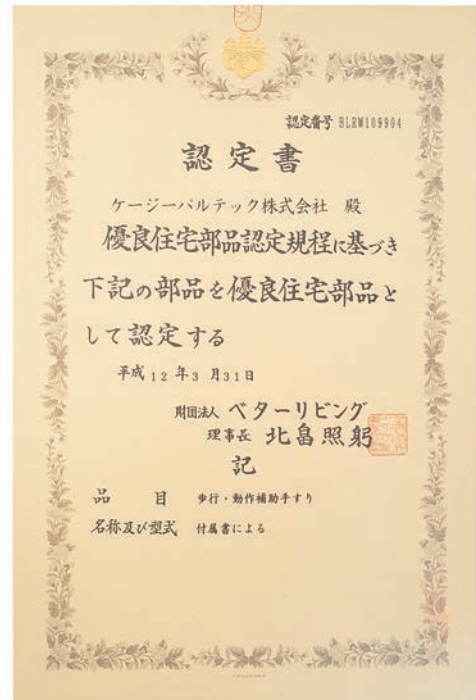 認定番号 BLRW109904
認定書
ケージーパルテック株式会社 殿
優良住宅部品認定規程に基づき
下記の部品を優良住宅部品と
して認定する
平成12年3月31日
財団法人 ベターリビング
理事長 北畠照躬
記
品 目 歩行・動作補助手すり
名称及び型式 付属書による